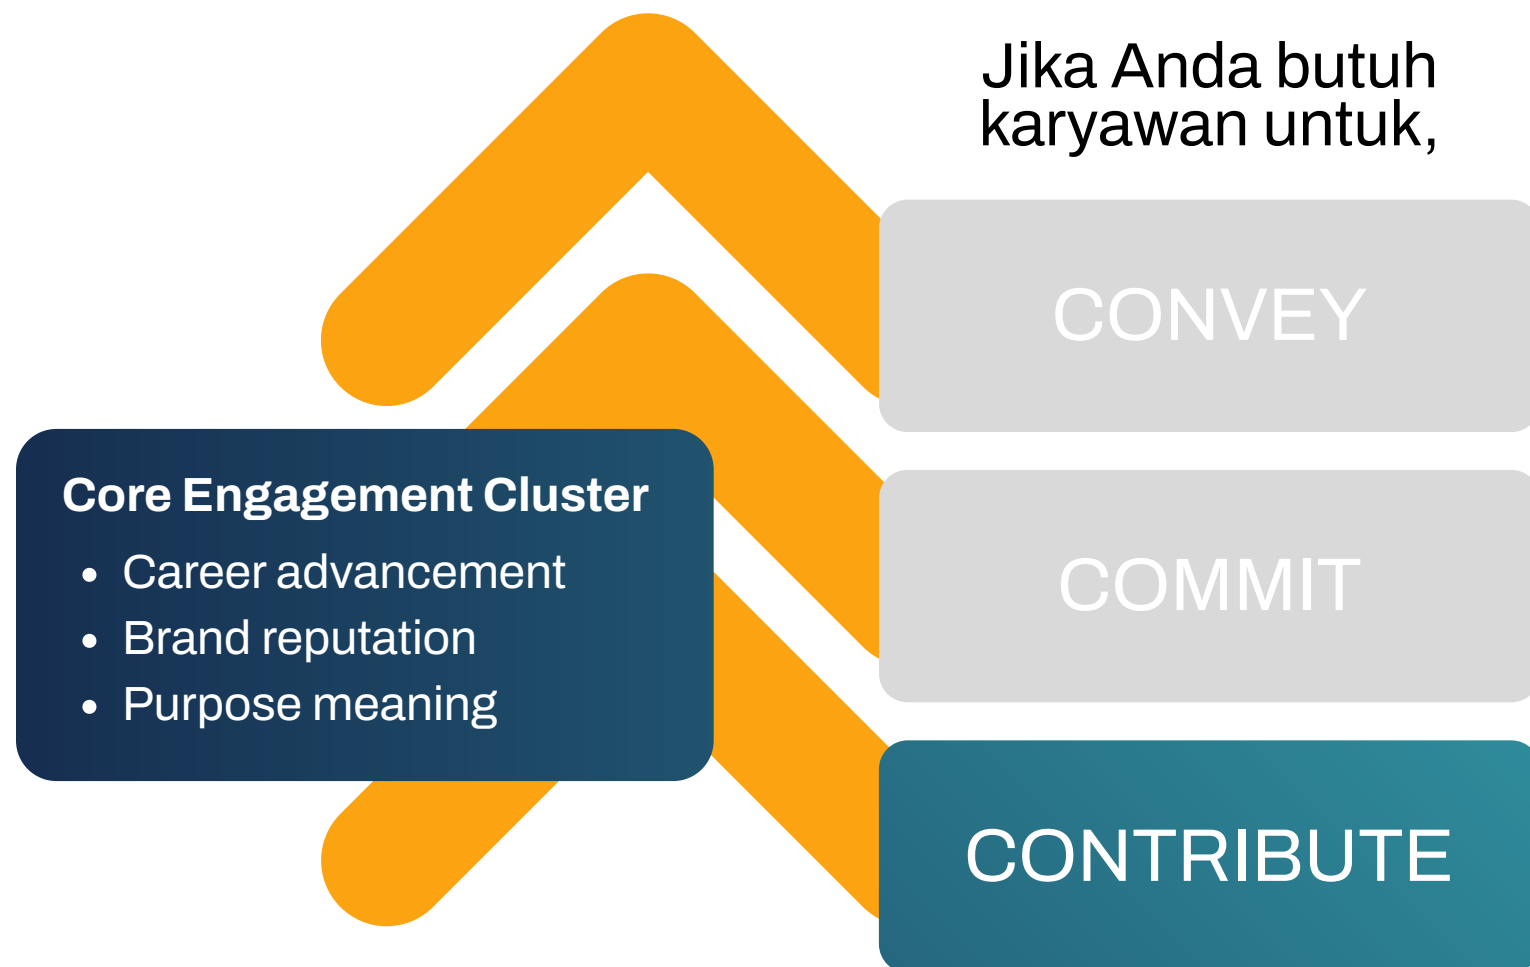 Jika Anda butuh
karyawan untuk,
CONVEY
Core Engagement Cluster
• Career advancement
• Brand reputation
• Purpose meaning
COMMIT
CONTRIBUTE